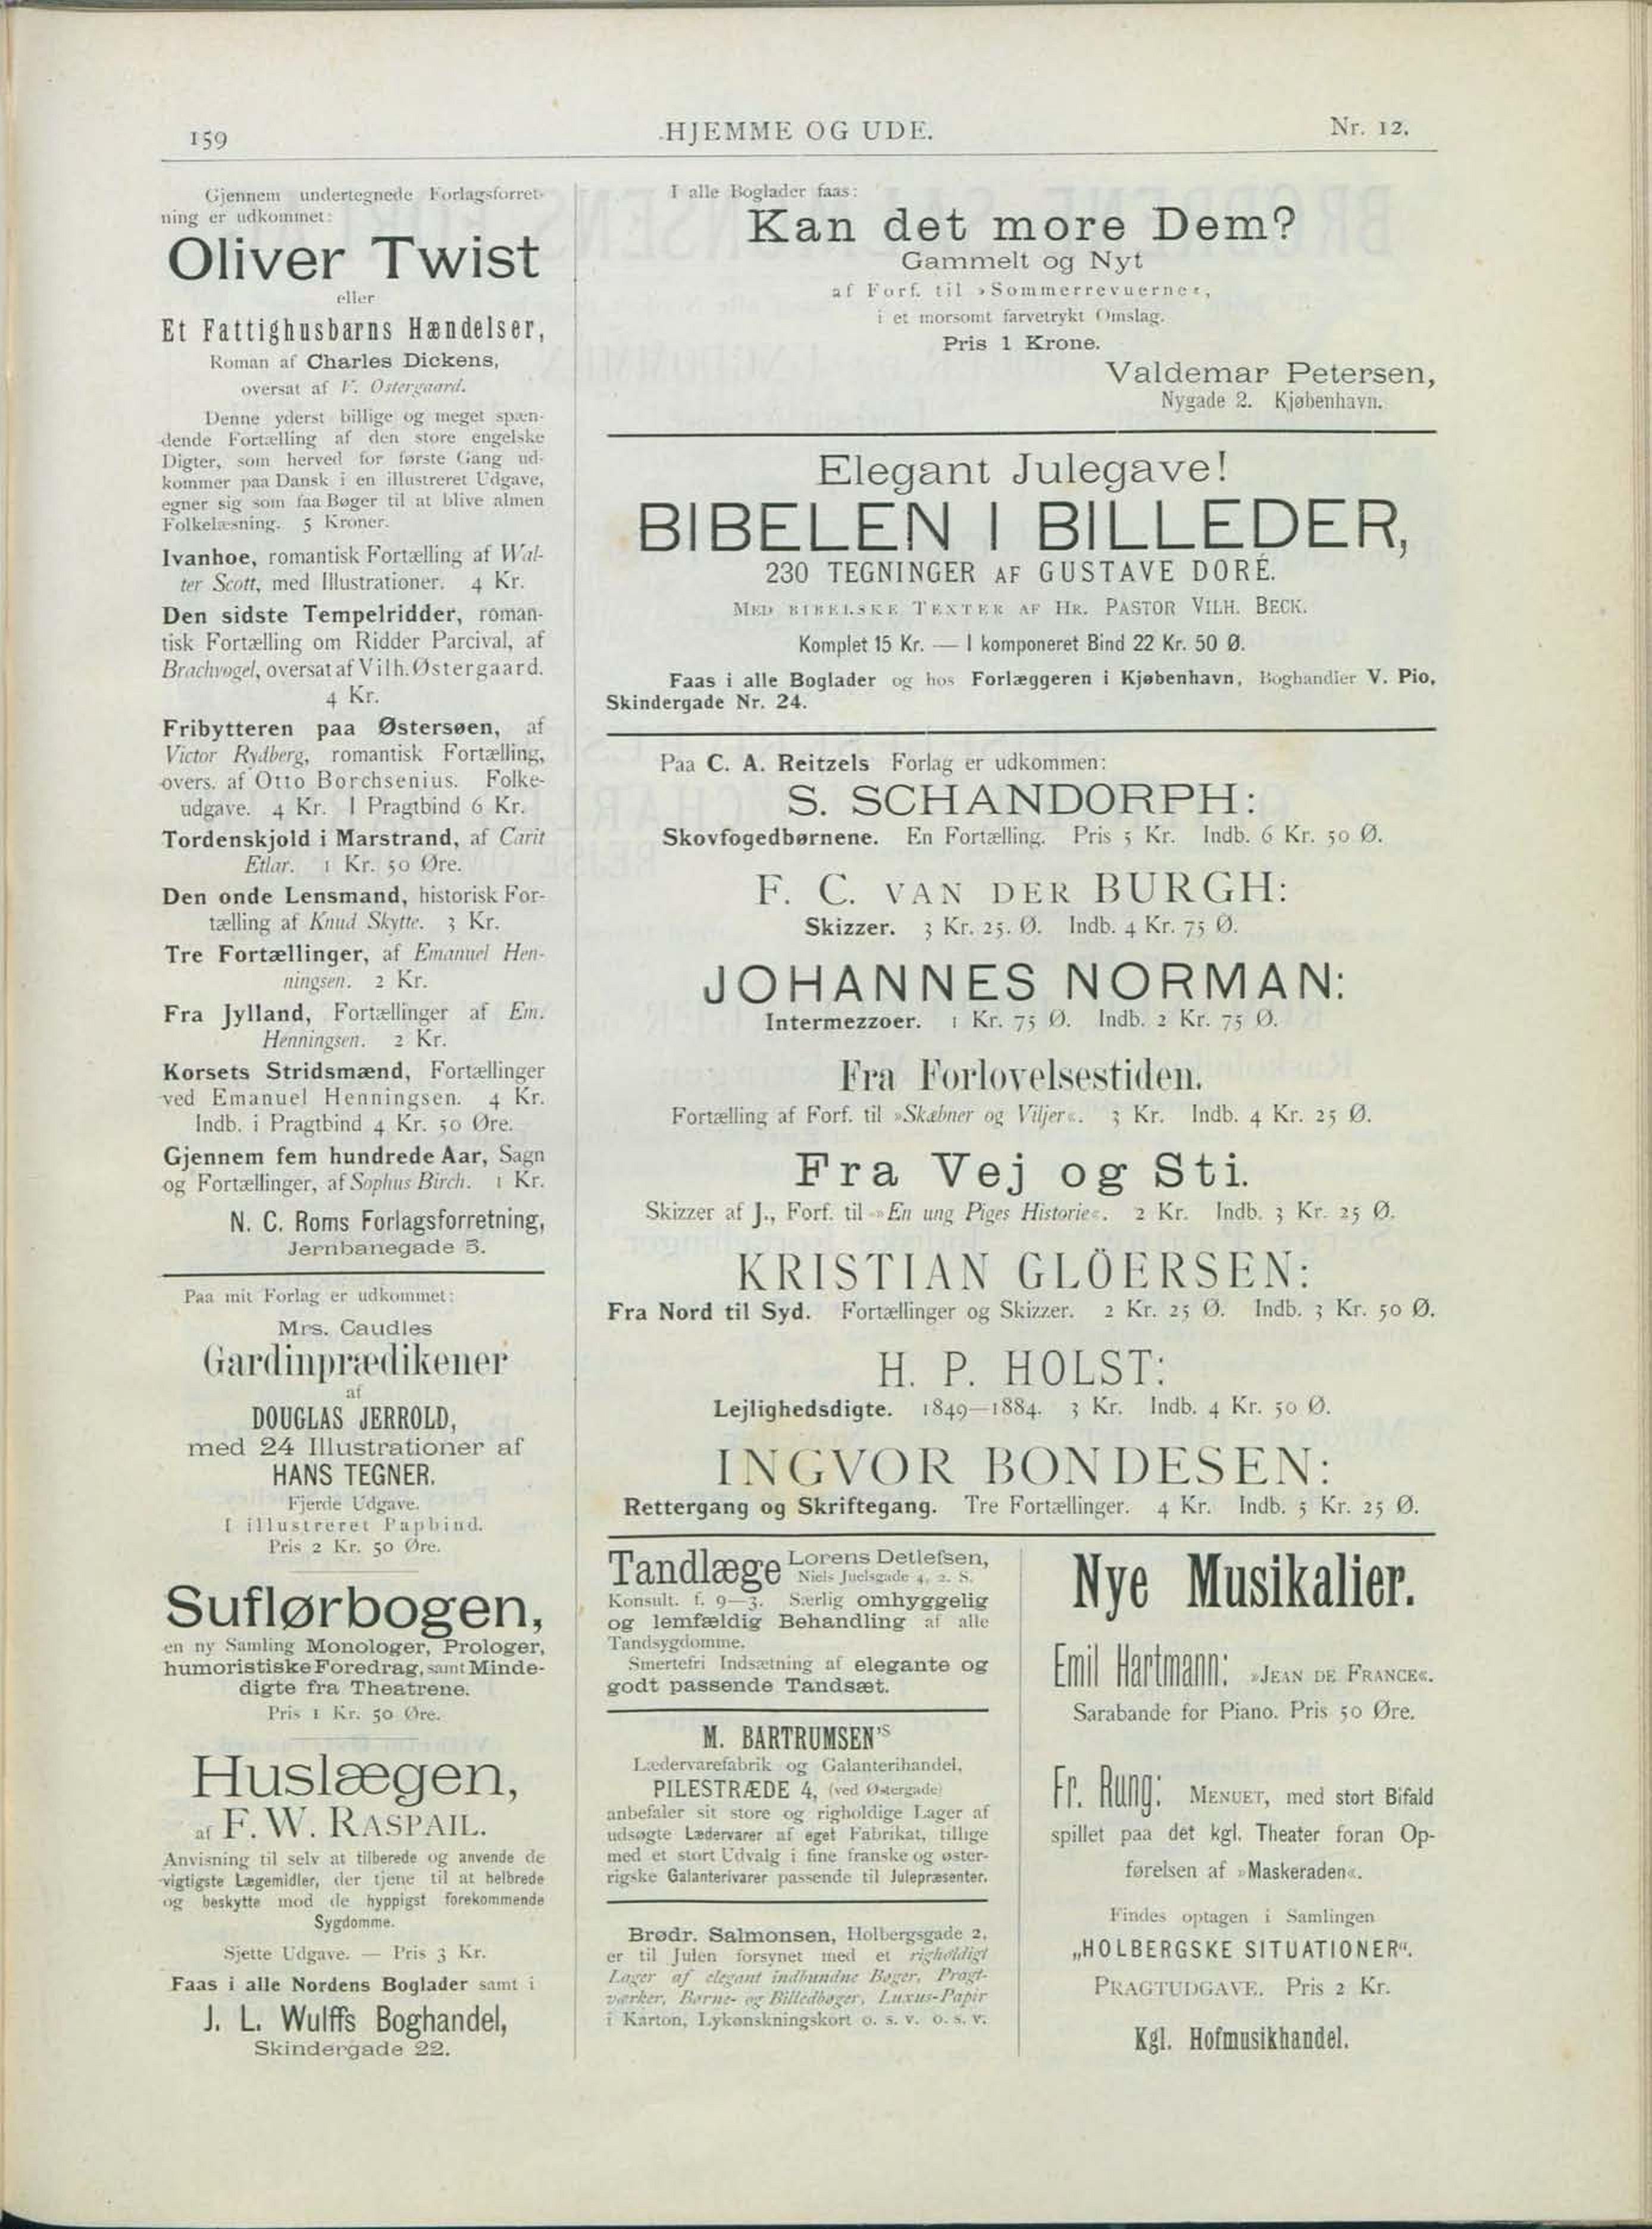 159
HJEMME OG UDE.
Nr. 12.
Gjennem undertegnede Forlagsforret-
ning er udkommet:
Oliver Twist
eller
Et Fattighusbarns Hændelser,
Roman af Charles Dickens,
oversat af V. Østergaard.
Denne yderst billige og meget spæn-
dende Fortælling af den store engelske
Digter, som herved for første Gang ud-
kommer paa Dansk i en illustreret Udgave,
egner sig som faa Bøger til at blive almen
Folkelæsning. 5 Kroner.
Ivanhoe, romantisk Fortælling af Wal-
ter Scott, med Illustrationer. 4 Kr.
Den sidste Tempelridder, roman-
tisk Fortælling om Ridder Parcival, af
Brachvogel, oversat af Vilh. Østergaard.
4 Kr.
Fribytteren paa Østersøen, af
Victor Rydberg, romantisk Fortælling,
overs. af Otto Borchsenius. Folke-
udgave. 4 Kr. I Pragtbind 6 Kr.
Tordenskjold i Marstrand, af Carit
Etlar. 1 Kr. 50 Øre.
Den onde Lensmand, historisk For-
tælling af Knud Skytte. 3 Kr.
Tre Fortællinger, af Emanuel Hen-
ningsen. 2 Kr.
Fra Jylland, Fortællinger af Em.
Henningsen. 2 Kr.
Korsets Stridsmænd, Fortællinger
ved Emanuel Henningsen. 4 Kr.
Indb. i Pragtbind 4 Kr. 50 Øre.
Gjennem fem hundrede Aar, Sagn
og Fortællinger, af Sophus Birch. 1 Kr.
N. C. Roms Forlagsforretning,
Jernbanegade 3.
Paa mit Forlag er udkommet:
Mrs. Caudles
Gardinprædikener
af
DOUGLAS JERROLD,
med 24 Illustrationer af
HANS TEGNER.
Fjerde Udgave.
I illustreret Papbind.
Pris 2 Kr. 50 Øre.
Suflørbogen,
en ny Samling Monologer, Prologer,
humoristiske Foredrag, samt Minde-
digte fra Theatrene.
Pris 1 Kr. 50 Øre.
Huslægen,
af F. W. RASPAIL.
Anvisning til selv at tilberede og anvende de
vigtigste Lægemidler, der tjene til at helbrede
og beskytte mod de hyppigst forekommende
Sygdomme.
Sjette Udgave. — Pris 3 Kr.
Faas i alle Nordens Boglader samt i
J. L. Wulffs Boghandel,
Skindergade 22.
I alle Boglader faas:
Kan det more Dem?
Gammelt og Nyt
af Forf. til »Sommerrevuerne«,
i et morsomt farvetrykt Omslag.
Pris 1 Krone.
Valdemar Petersen,
Nygade 2. Kjøbenhavn.
Elegant Julegave!
BIBELEN I BILLEDER,
230 TEGNINGER AF GUSTAVE DORÉ.
MED BIBELSKE TEXTER AF HR. PASTOR VILH. BECK.
Komplet 15 Kr. — I komponeret Bind 22 Kr. 50 Ø.
Faas i alle Boglader og hos Forlæggeren i Kjøbenhavn, Boghandler V. Pio,
Skindergade Nr. 24.
Paa C. A. Reitzels Forlag er udkommen:
S. SCHANDORPH:
Skovfogedbørnene. En Fortælling. Pris 5 Kr. Indb. 6 Kr. 50 Ø.
F. C. VAN DER BURGH:
Skizzer. 3 Kr. 25. Ø. Indb. 4 Kr. 75 Ø.
JOHANNES NORMAN:
Intermezzoer. 1 Kr. 75 Ø. Indb. 2 Kr. 75 Ø.
Fra Forlovelsestiden.
Fortælling af Forf. til »Skæbner og Viljer«. 3 Kr. Indb. 4 Kr. 25 Ø.
Fra Vej og Sti.
Skizzer af J., Forf. til »En ung Piges Historie«. 2 Kr. Indb. 3 Kr. 25 Ø.
KRISTIAN GLÖERSEN:
Fra Nord til Syd. Fortællinger og Skizzer. 2 Kr. 25 Ø. Indb. 3 Kr. 50 Ø.
H. P. HOLST:
Lejlighedsdigte. 1849—1884. 3 Kr. Indb. 4 Kr. 50 Ø.
INGVOR BONDESEN:
Rettergang og Skriftegang. Tre Fortællinger. 4 Kr. Indb. 5 Kr. 25 Ø.
Tandlæge Lorens Detlefsen,
Niels Juelsgade 4, 2. S.
Konsult. f. 9—3. Særlig omhyggelig
og lemfældig Behandling af alle
Tandsygdomme.
Smertefri Indsætning af elegante og
godt passende Tandsæt.
M. BARTRUMSEN'S
Lædervarefabrik og Galanterihandel,
PILESTRÆDE 4, (ved Østergade)
anbefaler sit store og righoldige Lager af
udsøgte Lædervarer af eget Fabrikat, tillige
med et stort Udvalg i fine franske og øster-
rigske Galanterivarer passende til Julepræsenter.
Brødr. Salmonsen, Holbergsgade 2,
er til Julen forsynet med et righoldigt
Lager af elegant indbundne Bøger, Pragt-
værker, Børne- og Billedbøger, Luxus-Papir
i Karton, Lykønskningskort o. s. v. o. s. v.
Nye Musikalier.
Emil Hartmann: »JEAN DE FRANCE«.
Sarabande for Piano. Pris 50 Øre.
Fr. Rung: MENUET, med stort Bifald
spillet paa det kgl. Theater foran Op-
førelsen af »Maskeraden«.
Findes optagen i Samlingen
„HOLBERGSKE SITUATIONER“.
PRAGTUDGAVE. Pris 2 Kr.
Kgl. Hofmusikhandel.